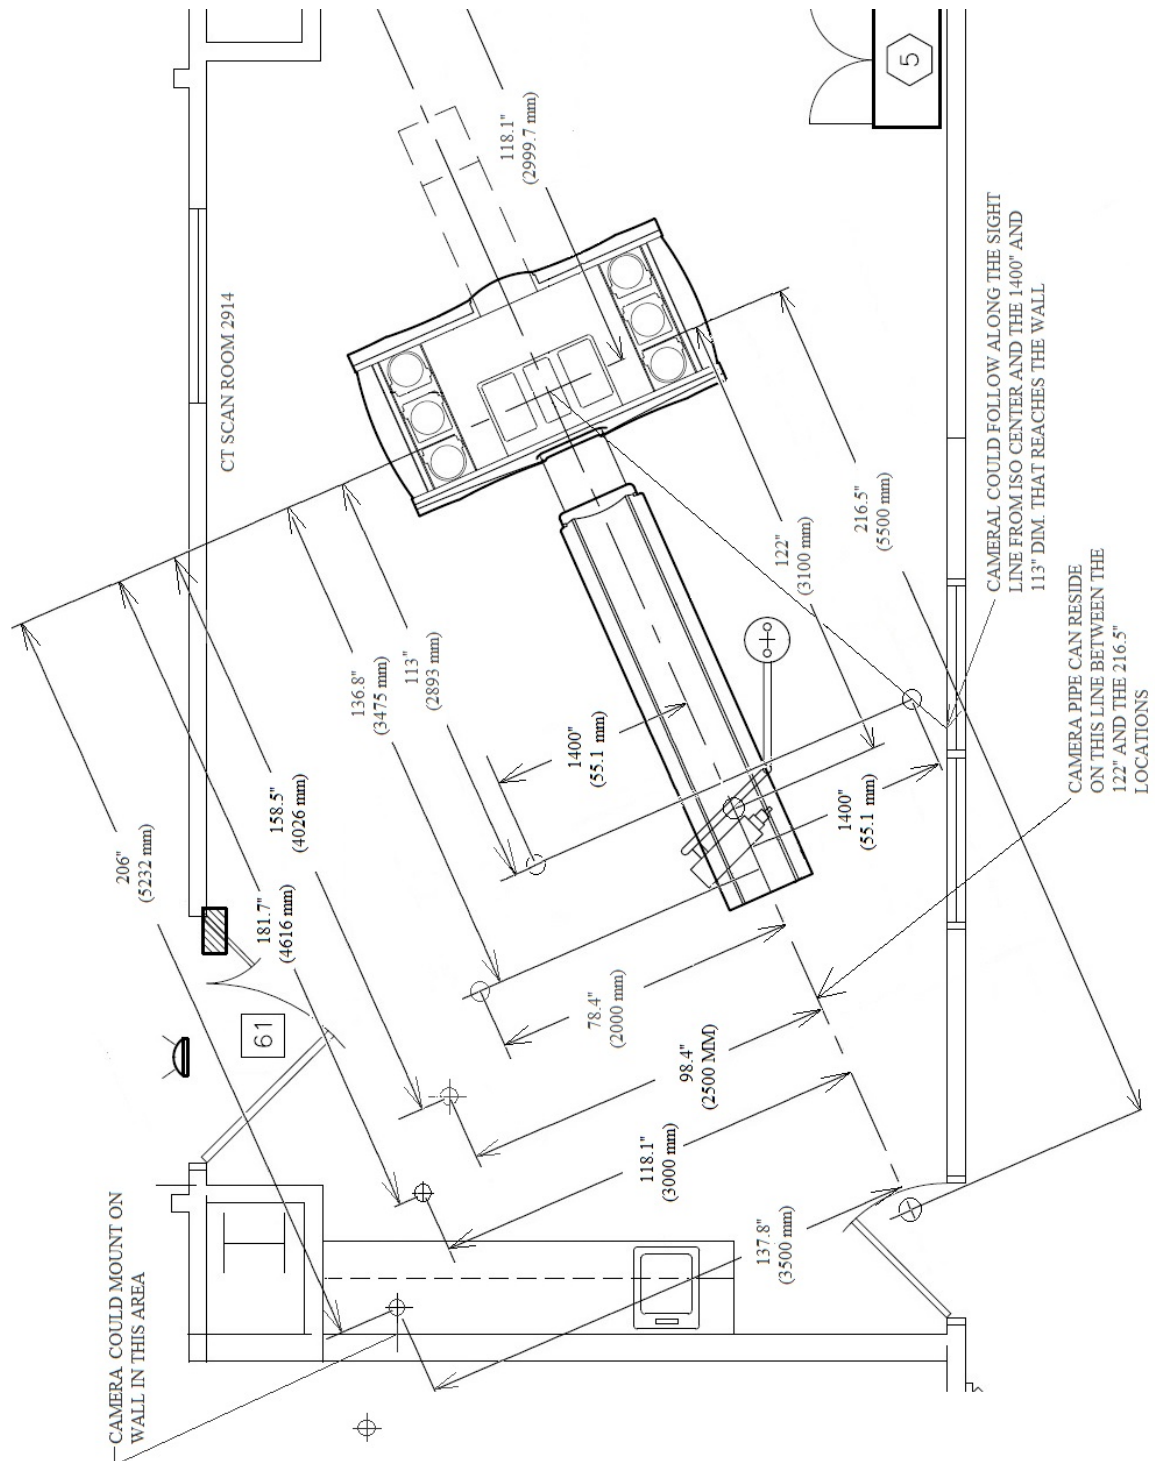 5
118.1"
(2999.7 mm)
CT SCAN ROOM 2914
CAMERAL COULD FOLLOW ALONG THE SIGHT
LINE FROM ISO CENTER AND THE 1400" AND
113" DIM. THAT REACHES THE WALL
216.5"
(5500 mm)
122"
(3100 mm)
CAMERA PIPE CAN RESIDE
ON THIS LINE BETWEEN THE
122" AND THE 216.5"
LOCATIONS
113"
(2893 mm)
136.8"
(3475 mm)
1400"
(55.1 mm)
158.5"
(4026 mm)
1400"
(55.1 mm)
206"
(5232 mm)
181.7"
(4616 mm)
78.4"
(2000 mm)
61
98.4"
(2500 MM)
118.1"
(3000 mm)
137.8"
(3500 mm)
CAMERA COULD MOUNT ON
WALL IN THIS AREA